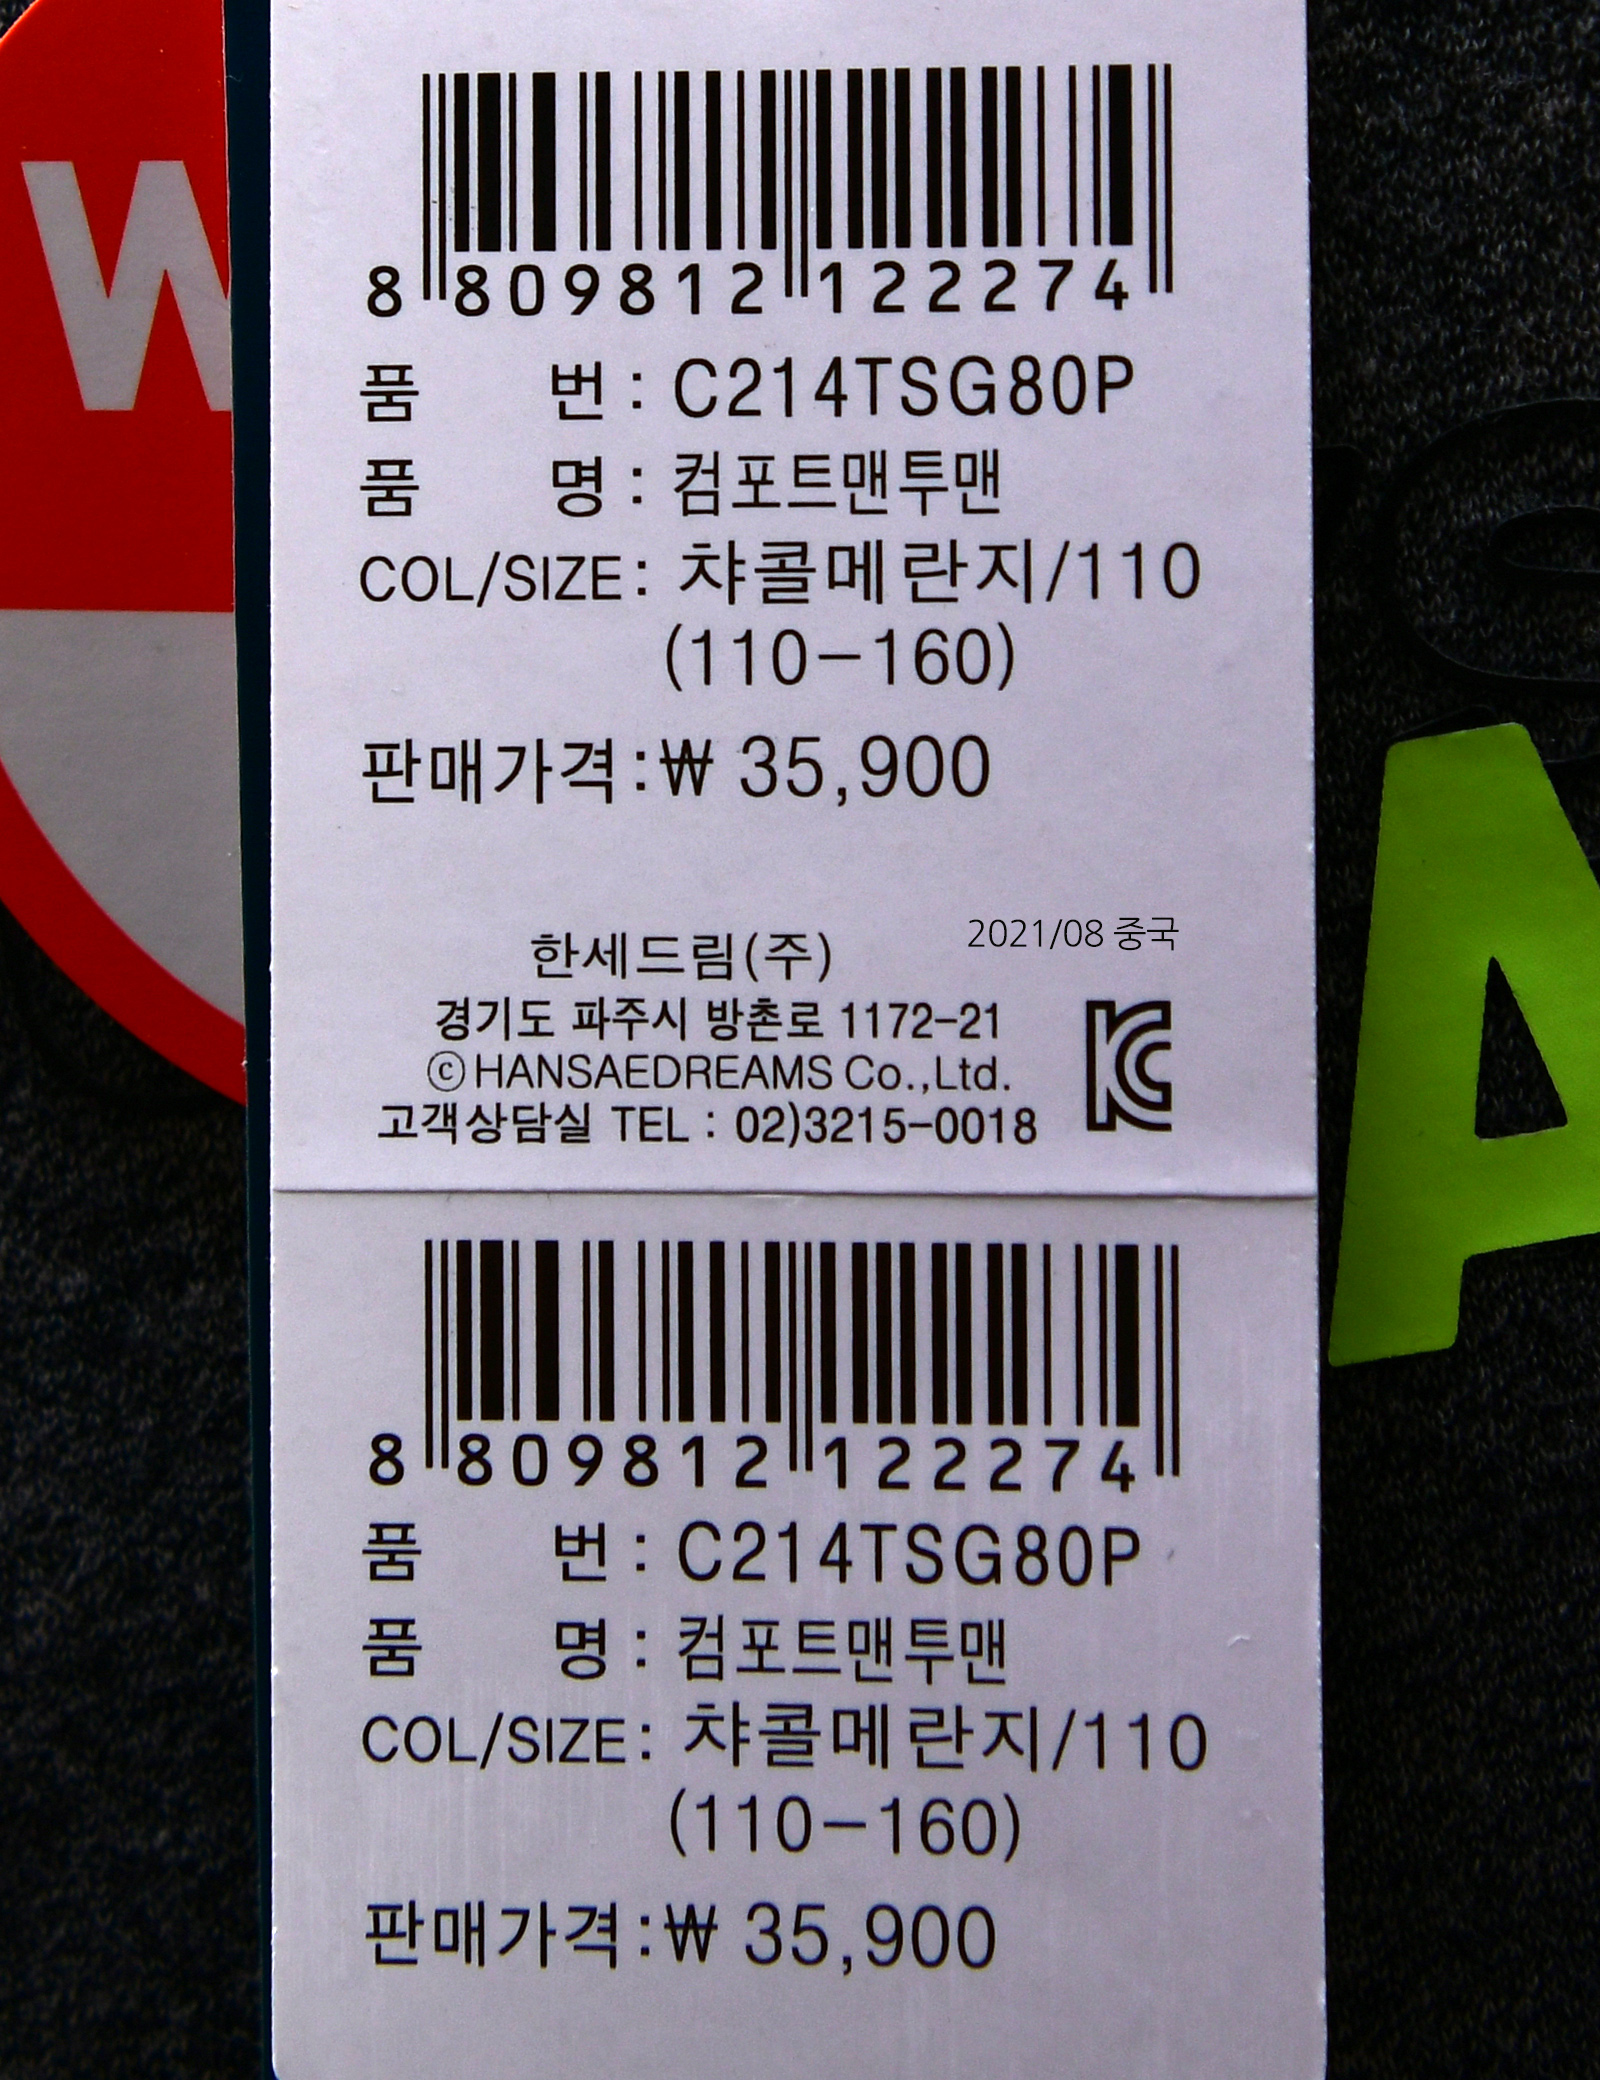 W
8 809812 122274
품 번 : C214TSG80P
품 명 : 컴포트맨투맨
COL/SIZE: 챠콜메란지/110
(110-160)
판매가격:₩ 35,900
2021/08 중국
한세드림(주)
경기도 파주시 방촌로 1172-21
ⓒHANSAEDREAMS Co.,Ltd.
고객상담실 TEL : 02)3215-0018
KC
A
8 809812 122274
품 번 : C214TSG80P
품 명 : 컴포트맨투맨
COL/SIZE: 챠콜메란지/110
(110-160)
판매가격:₩ 35,900